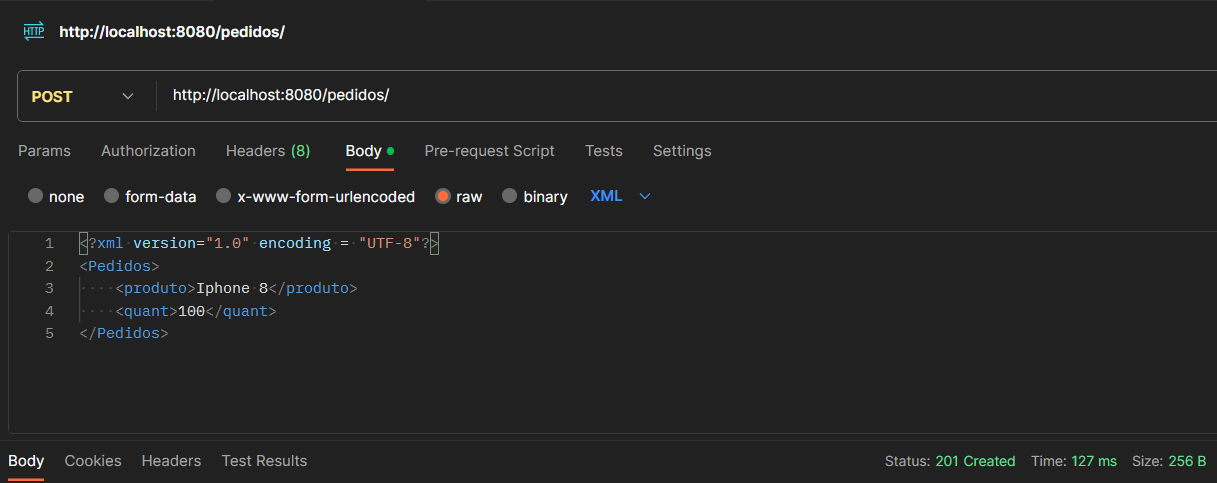 HTTP http://localhost:8080/pedidos/
POST http://localhost:8080/pedidos/
Params Authorization Headers (8) Body Pre-request Script Tests Settings
none form-data x-www-form-urlencoded raw binary XML
1 <?xml version="1.0" encoding = "UTF-8"?>
2 <Pedidos>
3 <produto>Iphone 8</produto>
4 <quant>100</quant>
5 </Pedidos>
Body Cookies Headers Test Results Status: 201 Created Time: 127 ms Size: 256 B